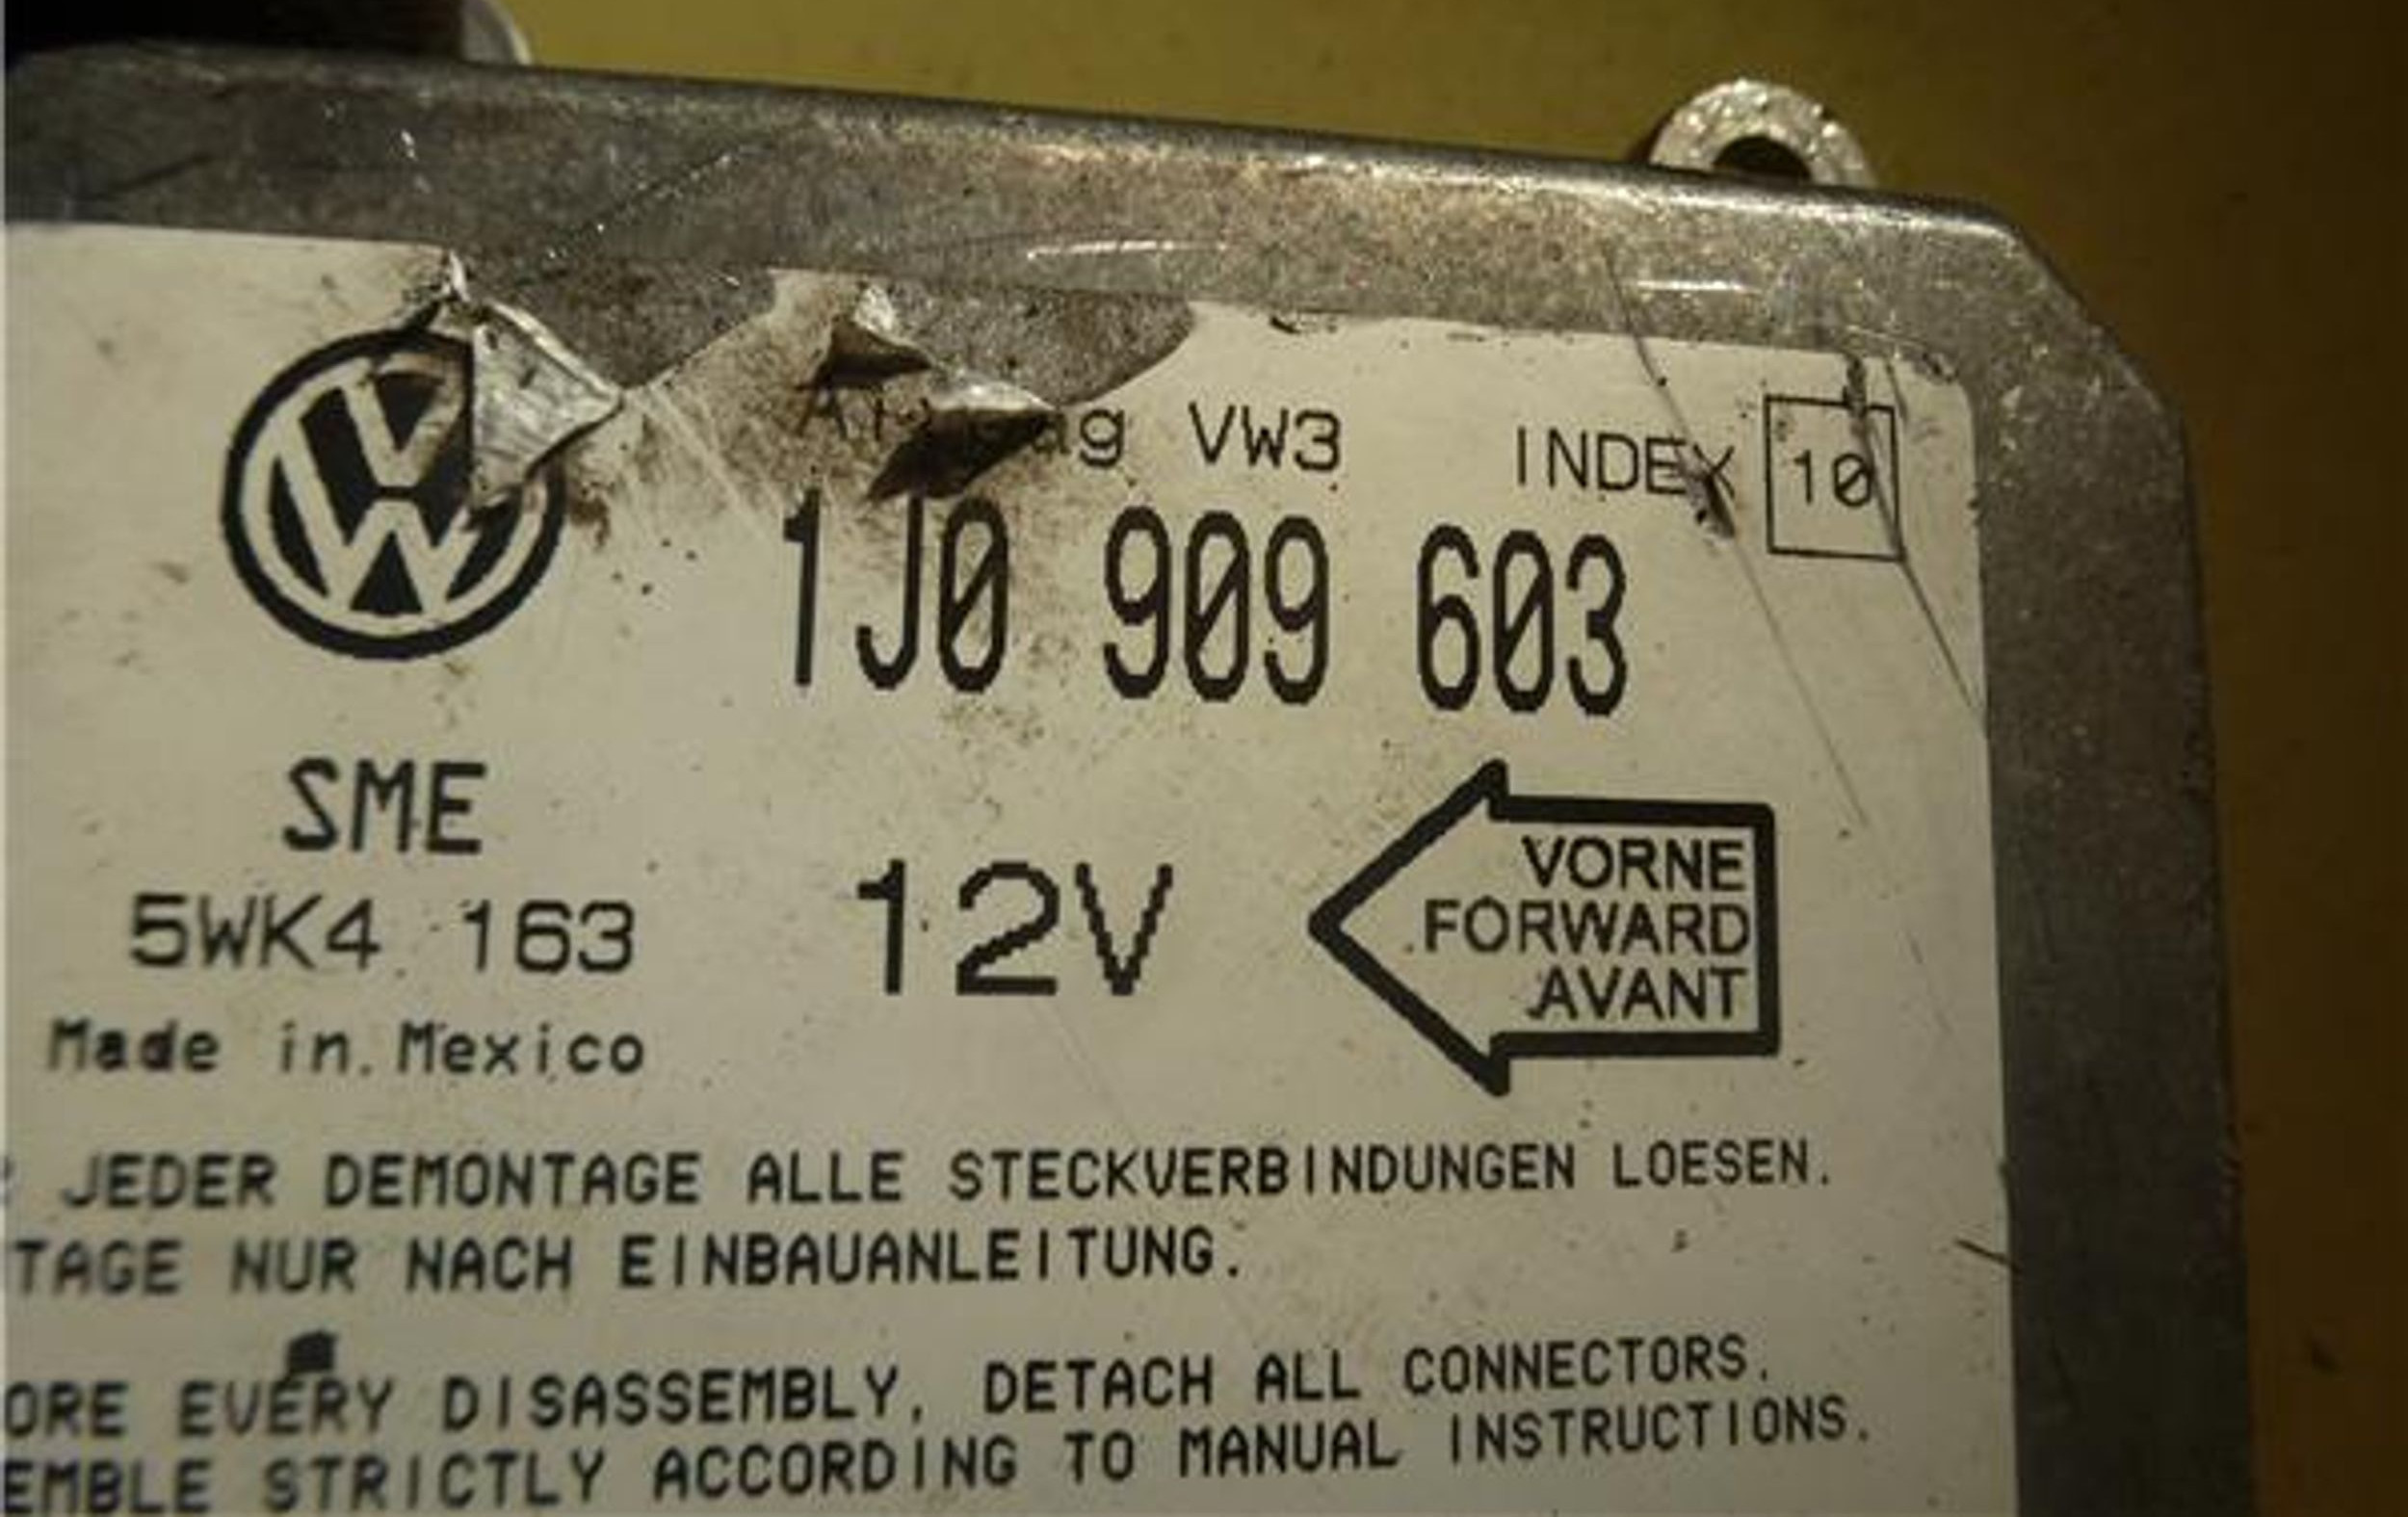 VW3 INDEX 10
1J0 909 603
SME
5WK4 163
Made in Mexico
12V
VORNE
FORWARD
AVANT
JEDER DEMONTAGE ALLE STECKVERBINDUNGEN LOESEN.
TAGE NUR NACH EINBAUANLEITUNG.
ORE EVERY DISASSEMBLY, DETACH ALL CONNECTORS.
EMBLE STRICTLY ACCORDING TO MANUAL INSTRUCTIONS.